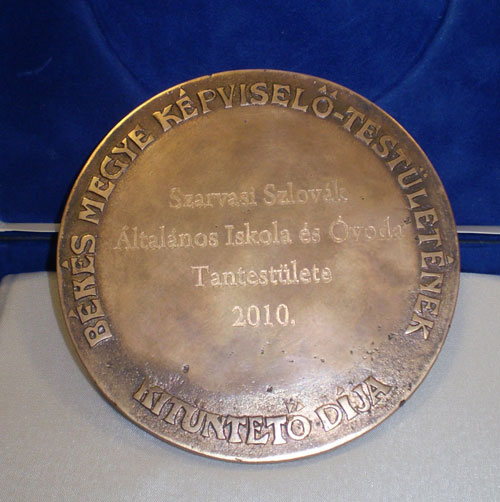 BÉKÉS MEGYE KÉPVISELŐ-TESTÜLETÉNEK
Szarvasi Szlovák
Általános Iskola és Óvoda
Tantestülete
2010.
KITÜNTETŐ DÍJA